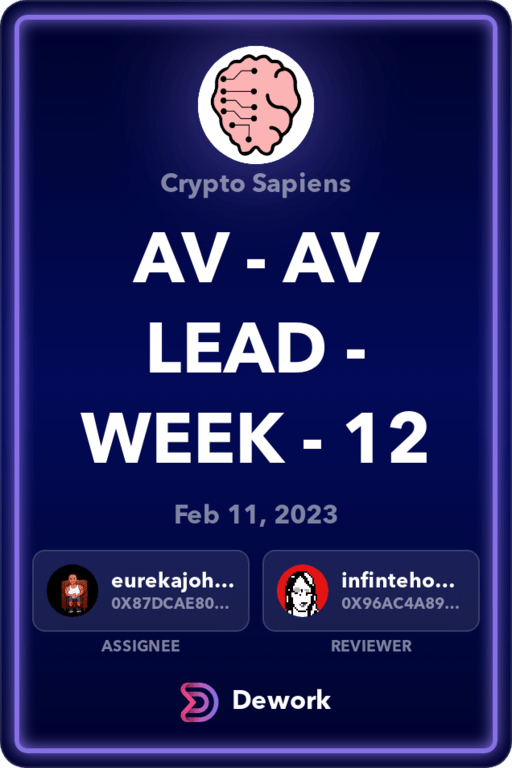 Crypto Sapiens
AV - AV
LEAD -
WEEK - 12
Feb 11, 2023
eurekajoh...
0X87DCAE80...
ASSIGNEE
infinteho...
0X96AC4A89...
REVIEWER
Dework